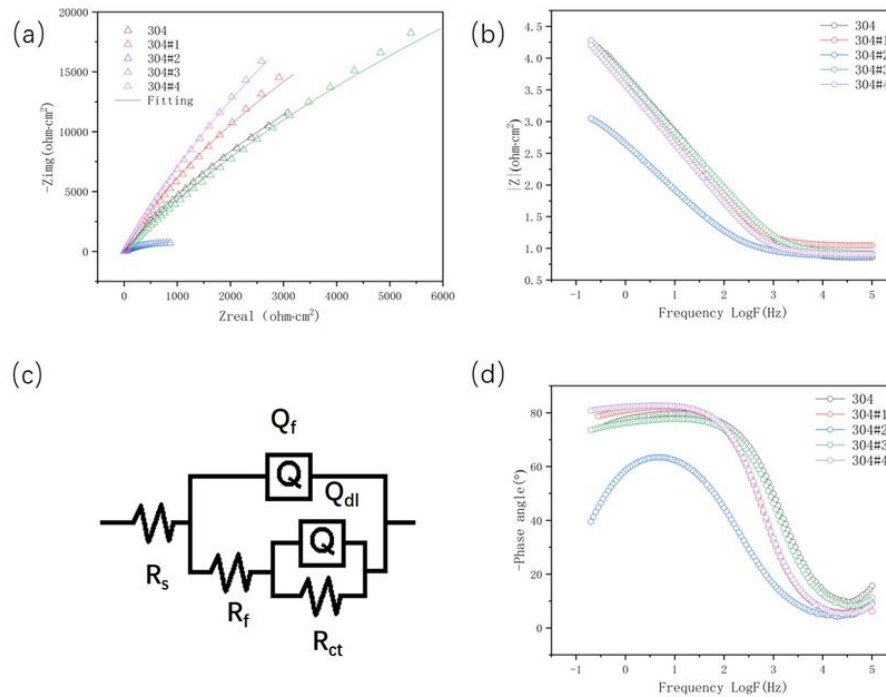 (a)
304
304#1
304#2
304#3
304#4
Fitting
20000
15000
10000
5000
0
-Zimg(ohm·cm²)
0 1000 2000 3000 4000 5000 6000
Zreal (ohm·cm²)
(b)
304
304#1
304#2
304#3
304#4
4.5
4.0
3.5
3.0
2.5
2.0
1.5
1.0
0.5
|Z|(ohm·cm²)
-1 0 1 2 3 4 5
Frequency LogF(Hz)
(c)
Qf
Q
Qdl
Q
Rs
Rf
Rct
(d)
304
304#1
304#2
304#3
304#4
80
60
40
20
0
-Phase angle(°)
-1 0 1 2 3 4 5
Frequency LogF(Hz)